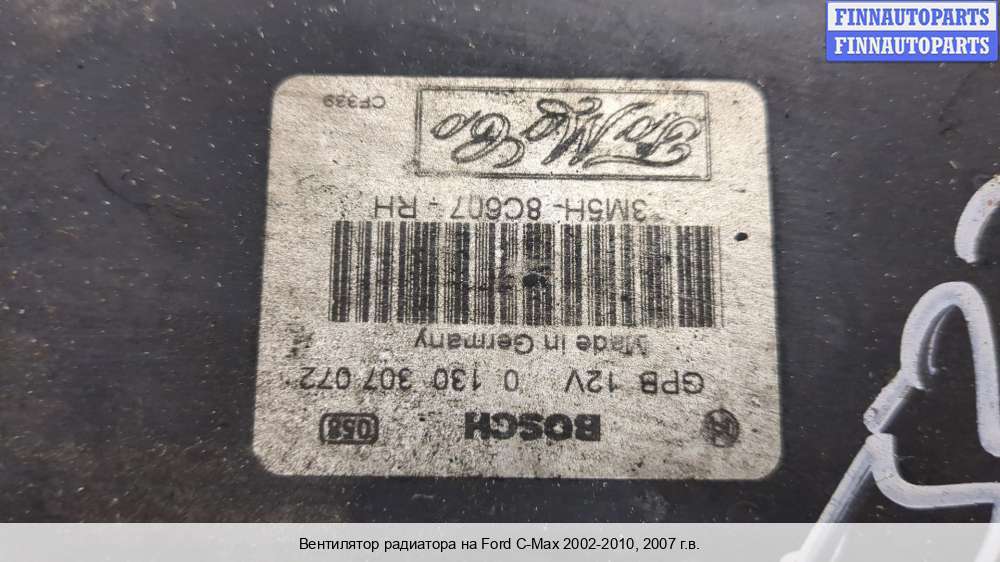 FINNAUTOPARTS
FINNAUTOPARTS
BOSCH 058
GPB 12V 0 130 307 072
Made in Germany
3M5H-8C607-RH
FoMoCo
CF339
Вентилятор радиатора на Ford C-Max 2002-2010, 2007 г.в.